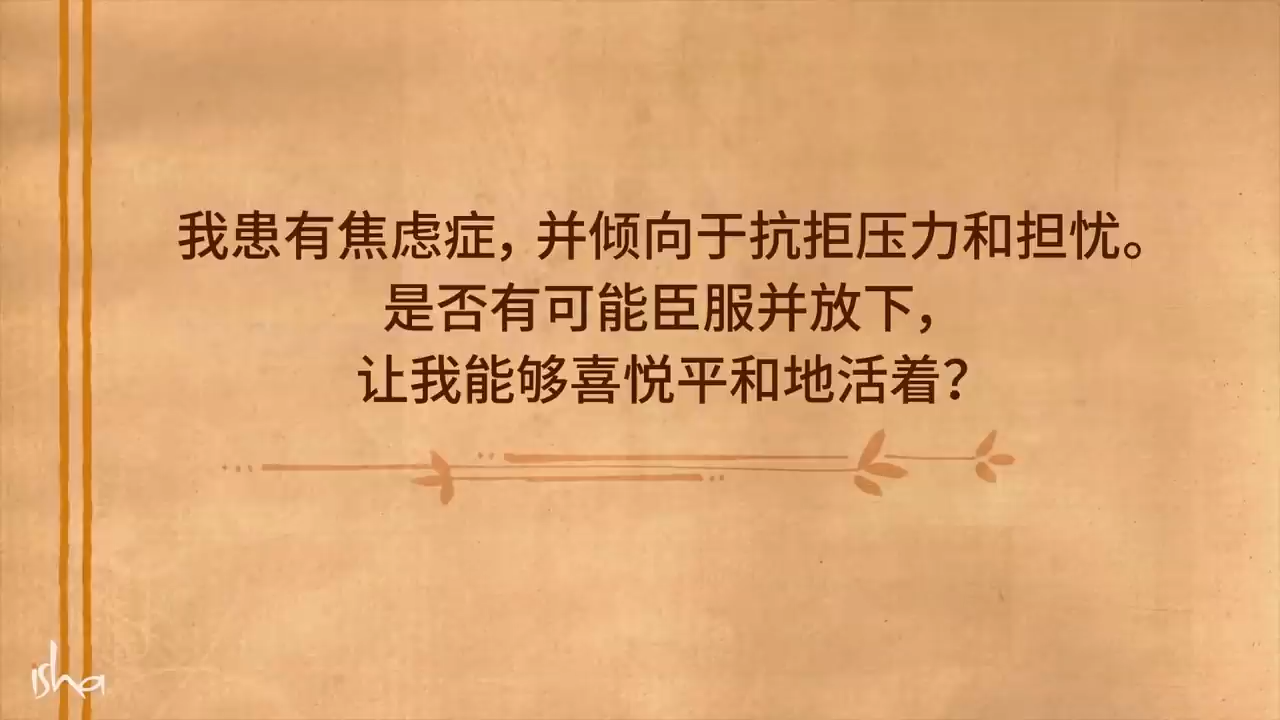 我患有焦虑症，并倾向于抗拒压力和担忧。
是否有可能臣服并放下，
让我能够喜悦平和地活着？
isha